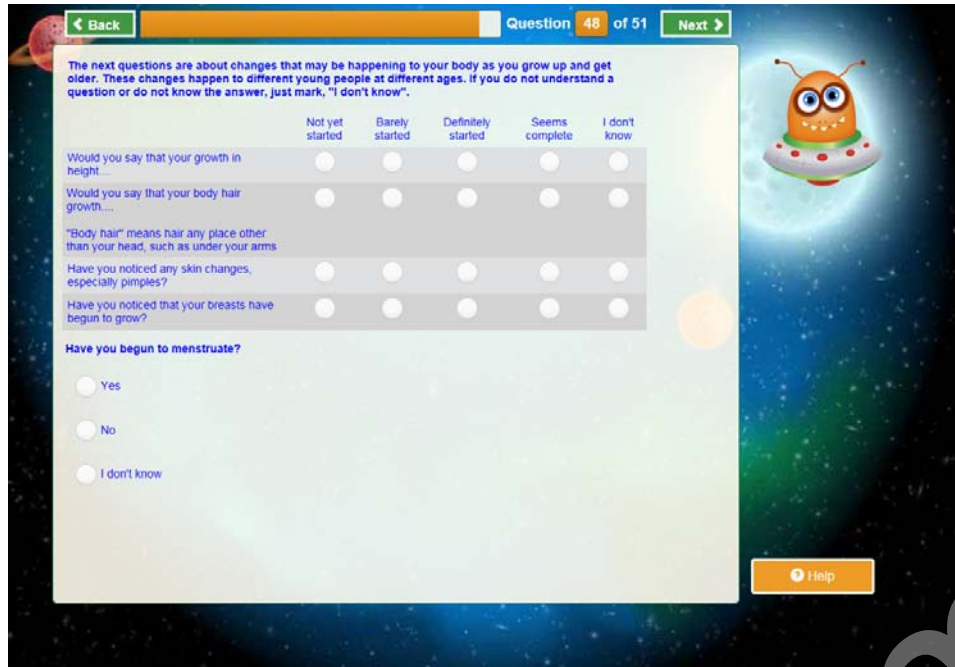 Back
Question 48 of 51
Next
The next questions are about changes that may be happening to your body as you grow up and get
older. These changes happen to different young people at different ages. If you do not understand a
question or do not know the answer, just mark, "I don't know".
Not yet started
Barely started
Definitely started
Seems complete
I don't know
Would you say that your growth in
height....
Would you say that your body hair
growth....
"Body hair" means hair any place other
than your head, such as under your arms
Have you noticed any skin changes,
especially pimples?
Have you noticed that your breasts have
begun to grow?
Have you begun to menstruate?
Yes
No
I don't know
Help